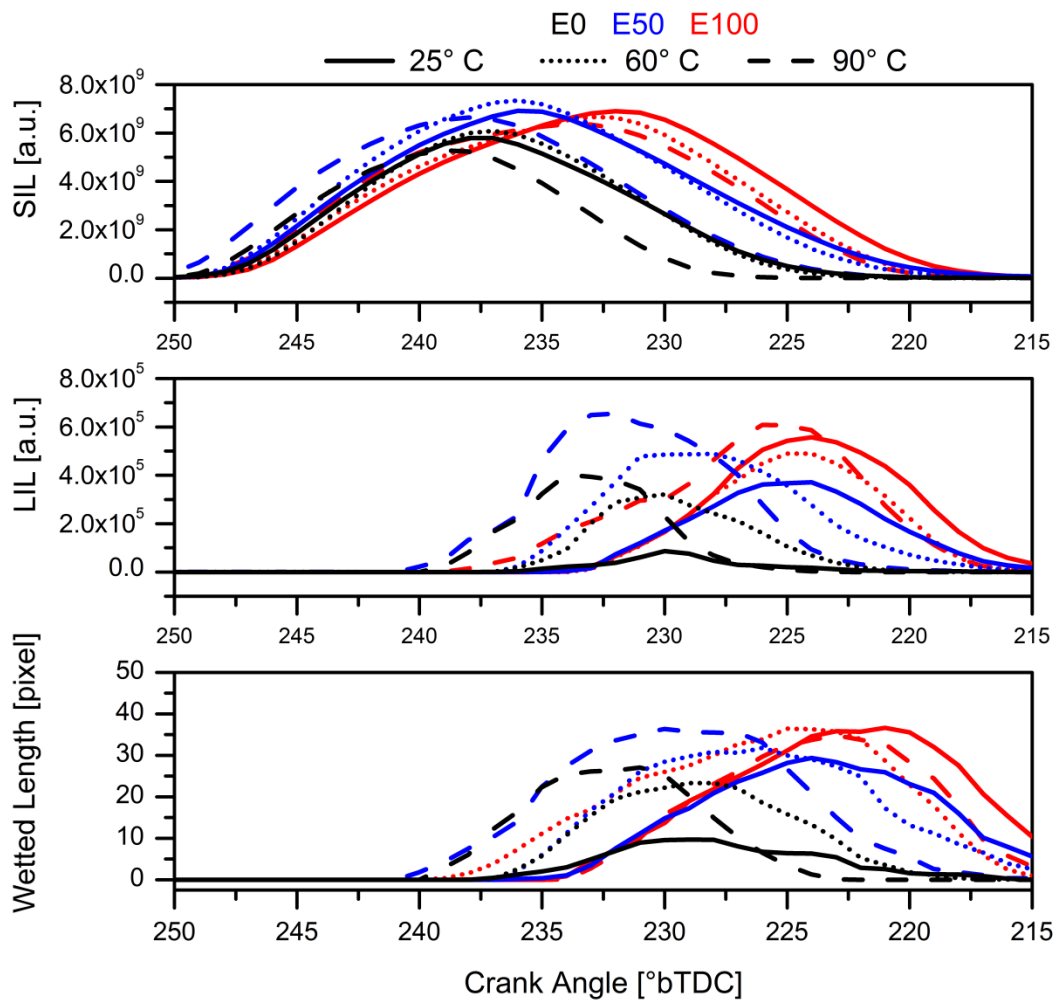 E0 E50 E100
25° C 60° C 90° C
SIL [a.u.]
8.0x10⁹
6.0x10⁹
4.0x10⁹
2.0x10⁹
0.0
250 245 240 235 230 225 220 215
LIL [a.u.]
8.0x10⁵
6.0x10⁵
4.0x10⁵
2.0x10⁵
0.0
250 245 240 235 230 225 220 215
Wetted Length [pixel]
50
40
30
20
10
0
250 245 240 235 230 225 220 215
Crank Angle [°bTDC]